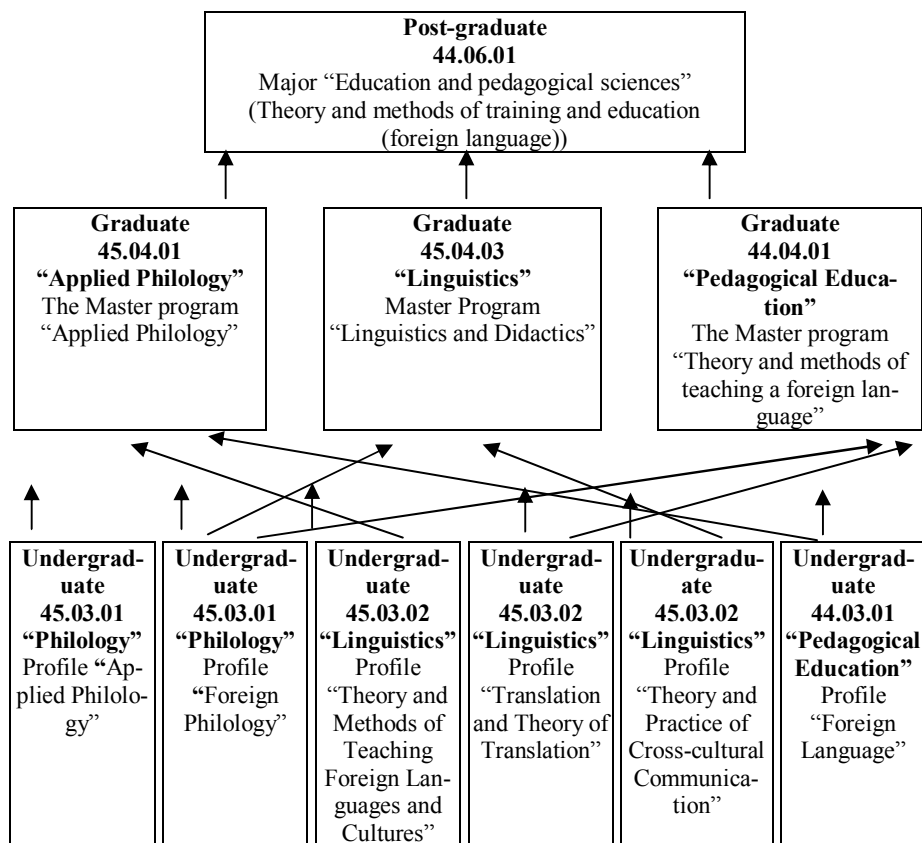 Post-graduate
44.06.01
Major “Education and pedagogical sciences”
(Theory and methods of training and education
(foreign language))
Graduate
45.04.01
“Applied Philology”
The Master program
“Applied Philology”
Graduate
45.04.03
“Linguistics”
Master Program
“Linguistics and Didactics”
Graduate
44.04.01
“Pedagogical Educa-
tion”
The Master program
“Theory and methods of
teaching a foreign lan-
guage”
Undergrad-
uate
45.03.01
“Philology”
Profile “Ap-
plied Philolo-
gy”
Undergrad-
uate
45.03.01
“Philology”
Profile
“Foreign
Philology”
Undergrad-
uate
45.03.02
“Linguistics”
Profile
“Theory and
Methods of
Teaching
Foreign Lan-
guages and
Cultures”
Undergrad-
uate
45.03.02
“Linguistics”
Profile
“Translation
and Theory of
Translation”
Undergradu-
ate
45.03.02
“Linguistics”
Profile
“Theory and
Practice of
Cross-cultural
Communica-
tion”
Undergrad-
uate
44.03.01
“Pedagogical
Education”
Profile
“Foreign
Language”